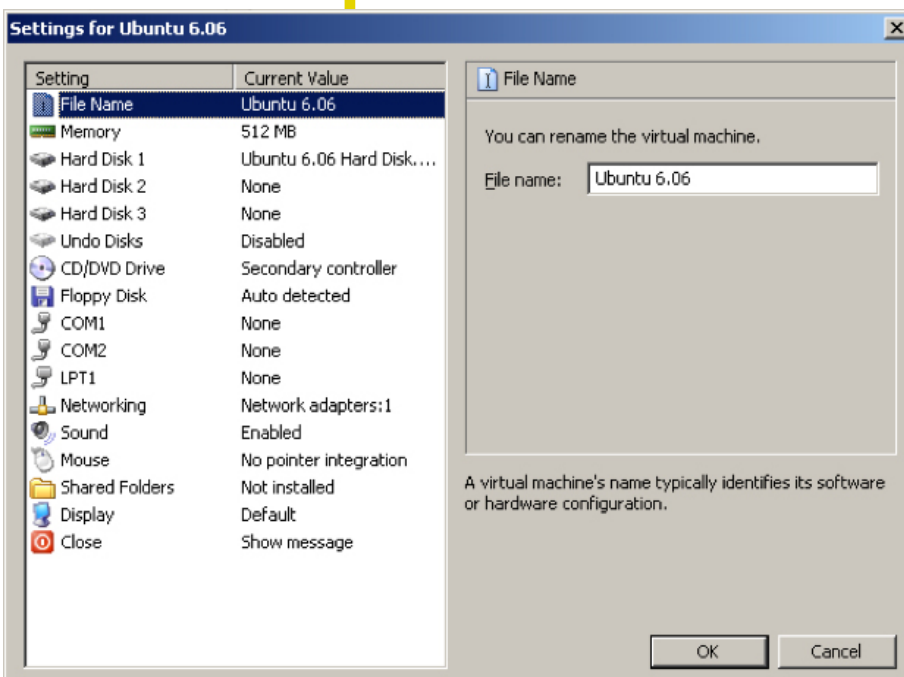 Settings for Ubuntu 6.06
Setting Current Value
File Name Ubuntu 6.06
Memory 512 MB
Hard Disk 1 Ubuntu 6.06 Hard Disk....
Hard Disk 2 None
Hard Disk 3 None
Undo Disks Disabled
CD/DVD Drive Secondary controller
Floppy Disk Auto detected
COM1 None
COM2 None
LPT1 None
Networking Network adapters:1
Sound Enabled
Mouse No pointer integration
Shared Folders Not installed
Display Default
Close Show message
File Name
You can rename the virtual machine.
File name: Ubuntu 6.06
A virtual machine's name typically identifies its software
or hardware configuration.
OK Cancel